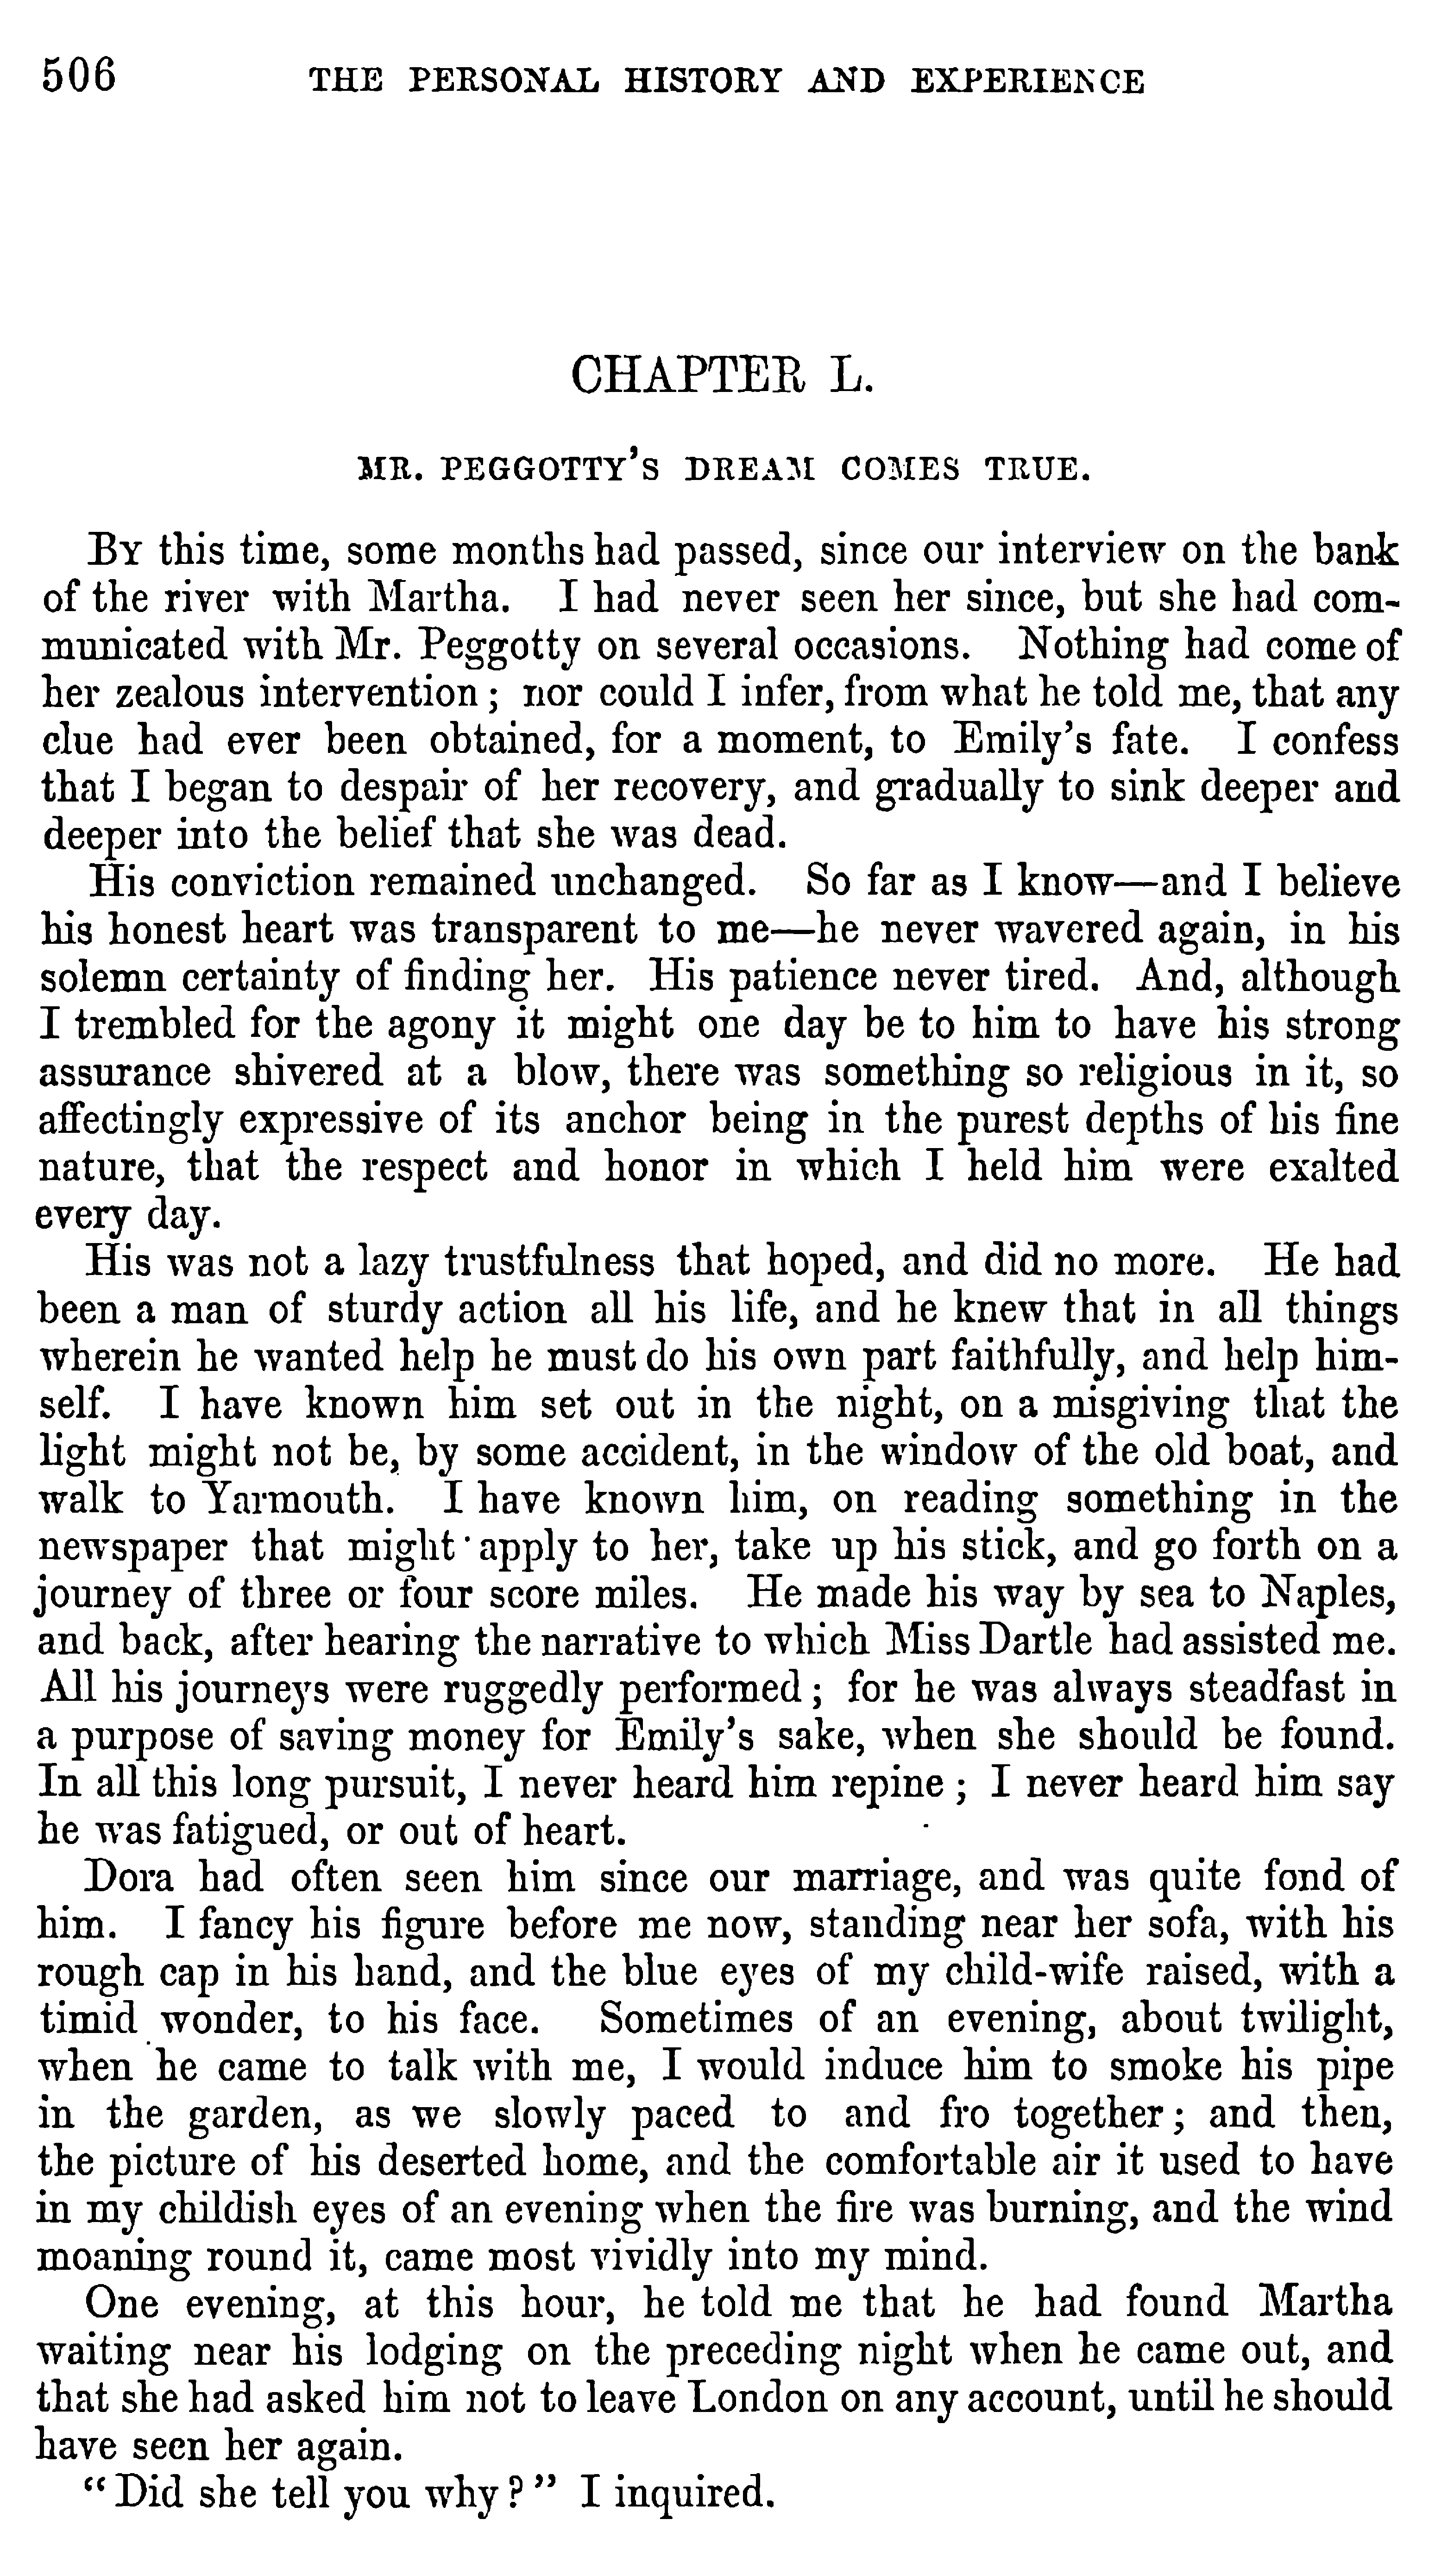 506 THE PERSONAL HISTORY AND EXPERIENCE
CHAPTER L.
MR. PEGGOTTY'S DREAM COMES TRUE.
BY this time, some months had passed, since our interview on the bank
of the river with Martha. I had never seen her since, but she had com-
municated with Mr. Peggotty on several occasions. Nothing had come of
her zealous intervention; nor could I infer, from what he told me, that any
clue had ever been obtained, for a moment, to Emily's fate. I confess
that I began to despair of her recovery, and gradually to sink deeper and
deeper into the belief that she was dead.
His conviction remained unchanged. So far as I know—and I believe
his honest heart was transparent to me—he never wavered again, in his
solemn certainty of finding her. His patience never tired. And, although
I trembled for the agony it might one day be to him to have his strong
assurance shivered at a blow, there was something so religious in it, so
affectingly expressive of its anchor being in the purest depths of his fine
nature, that the respect and honor in which I held him were exalted
every day.
His was not a lazy trustfulness that hoped, and did no more. He had
been a man of sturdy action all his life, and he knew that in all things
wherein he wanted help he must do his own part faithfully, and help him-
self. I have known him set out in the night, on a misgiving that the
light might not be, by some accident, in the window of the old boat, and
walk to Yarmouth. I have known him, on reading something in the
newspaper that might apply to her, take up his stick, and go forth on a
journey of three or four score miles. He made his way by sea to Naples,
and back, after hearing the narrative to which Miss Dartle had assisted me.
All his journeys were ruggedly performed; for he was always steadfast in
a purpose of saving money for Emily's sake, when she should be found.
In all this long pursuit, I never heard him repine; I never heard him say
he was fatigued, or out of heart.
Dora had often seen him since our marriage, and was quite fond of
him. I fancy his figure before me now, standing near her sofa, with his
rough cap in his hand, and the blue eyes of my child-wife raised, with a
timid wonder, to his face. Sometimes of an evening, about twilight,
when he came to talk with me, I would induce him to smoke his pipe
in the garden, as we slowly paced to and fro together; and then,
the picture of his deserted home, and the comfortable air it used to have
in my childish eyes of an evening when the fire was burning, and the wind
moaning round it, came most vividly into my mind.
One evening, at this hour, he told me that he had found Martha
waiting near his lodging on the preceding night when he came out, and
that she had asked him not to leave London on any account, until he should
have seen her again.
"Did she tell you why?" I inquired.